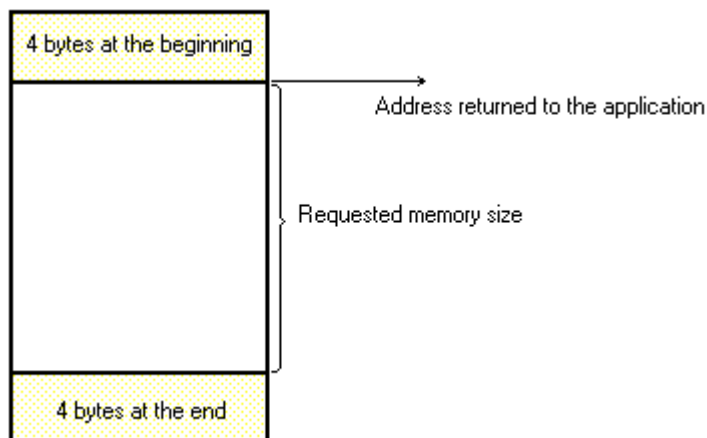 4 bytes at the beginning
Address returned to the application
Requested memory size
4 bytes at the end